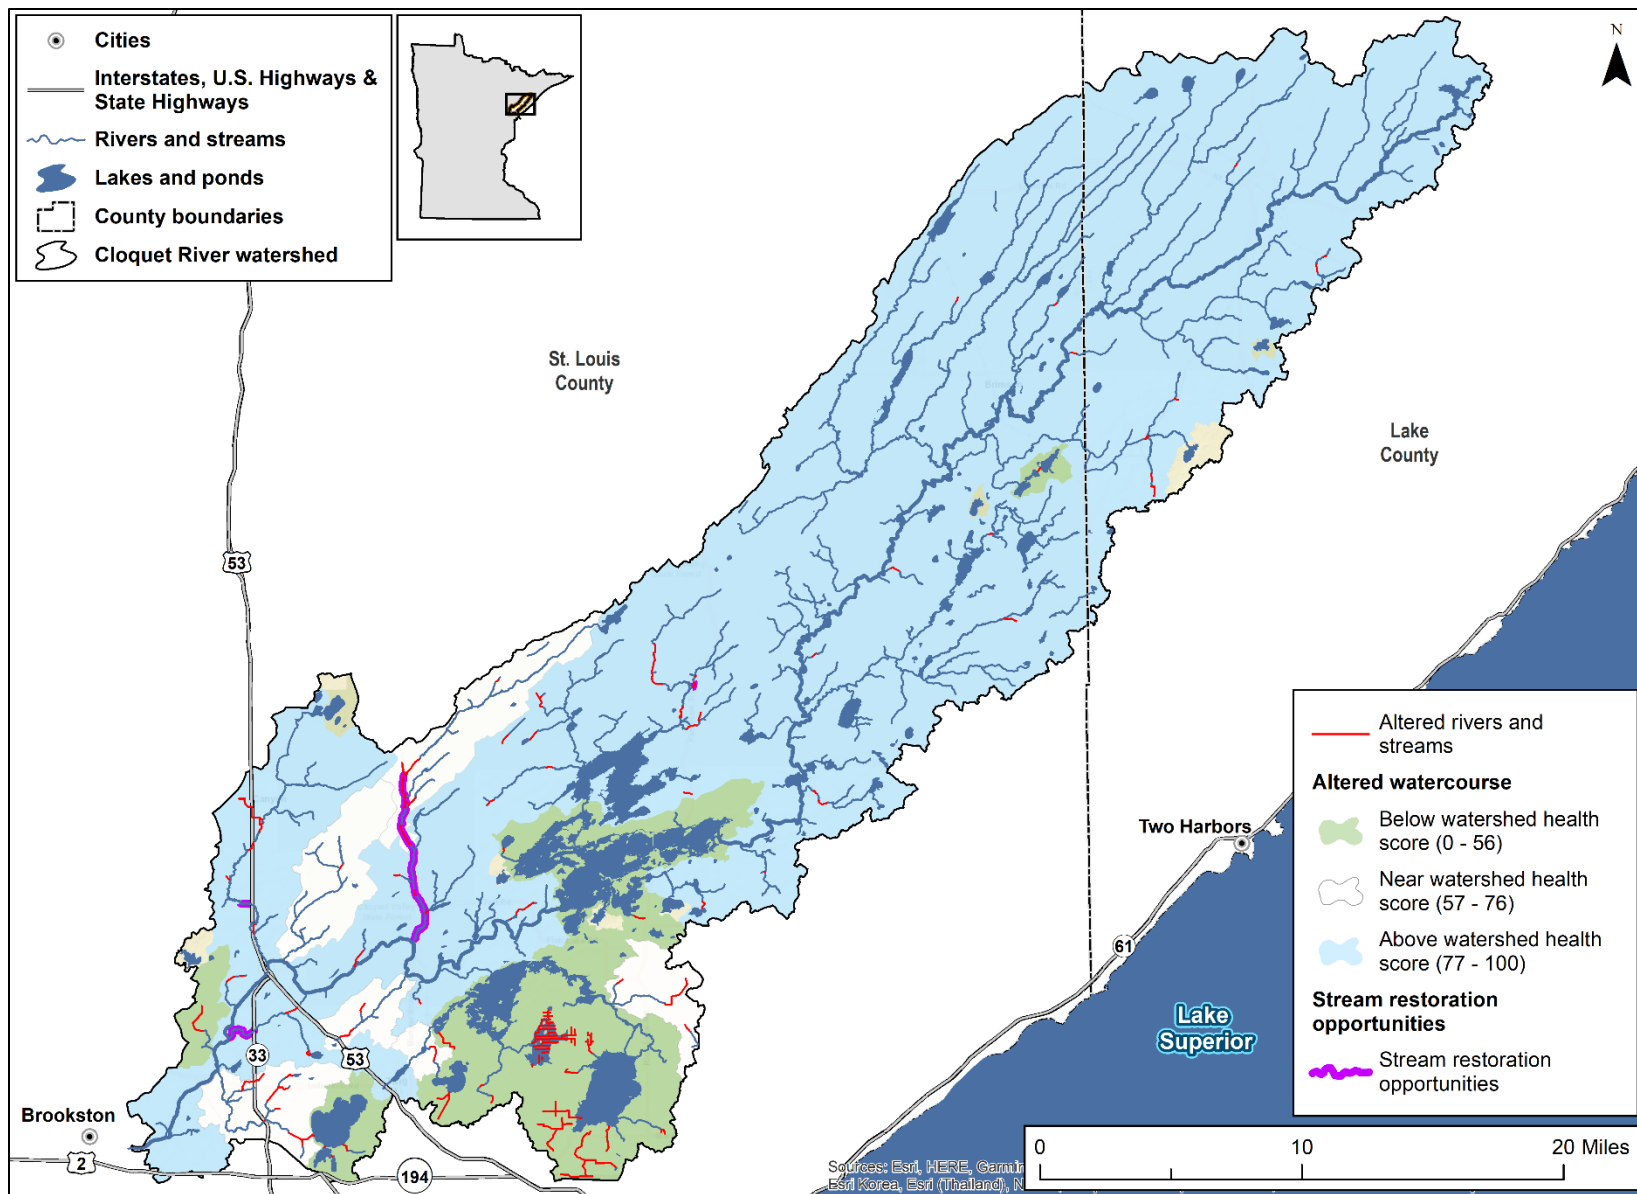 Cities
Interstates, U.S. Highways &
State Highways
Rivers and streams
Lakes and ponds
County boundaries
Cloquet River watershed
N
St. Louis
County
Lake
County
53
Two Harbors
61
Lake
Superior
33
53
Brookston
2
194
Altered rivers and
streams
Altered watercourse
Below watershed health
score (0 - 56)
Near watershed health
score (57 - 76)
Above watershed health
score (77 - 100)
Stream restoration
opportunities
Stream restoration
opportunities
0
10
20 Miles
Sources: Esri, HERE, Garmin
Esri Korea, Esri (Thailand), N